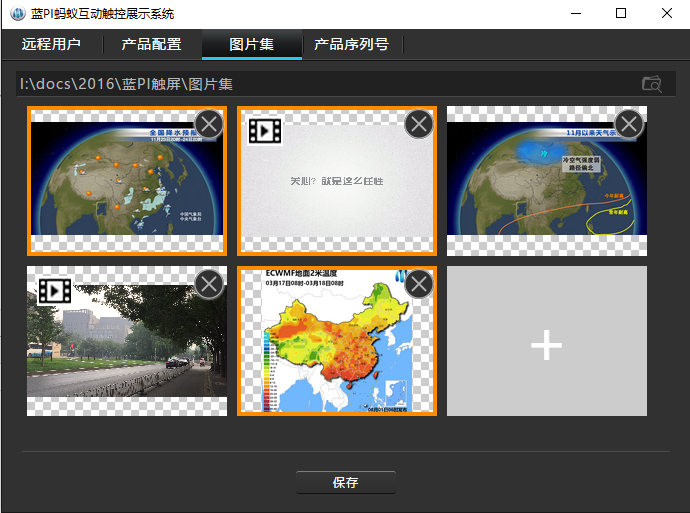 蓝PI蚂蚁互动触控展示系统
远程用户
产品配置
图片集
产品序列号
I:\docs\2016\蓝PI触屏\图片集
全国降水预报
11月23日20时-24日20时
中国气象局
中央气象台
关心？就是这么任性
11月以来天气示
冷
冷空气强度弱
路径偏北
今年副高
常年副高
ECWMF地面2米温度
03月17日08时-03月18日08时
08月01日08时发布
保存